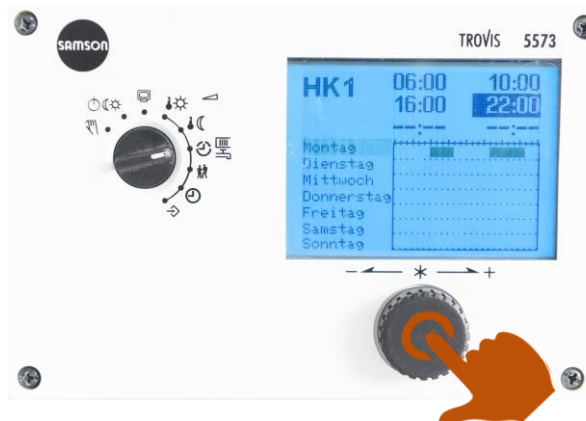 SAMSON
TROVIS 5573
HK1 06:00 10:00
16:00 22:00
--:-- --:--
Montag
Dienstag
Mittwoch
Donnerstag
Freitag
Samstag
Sonntag
- * +